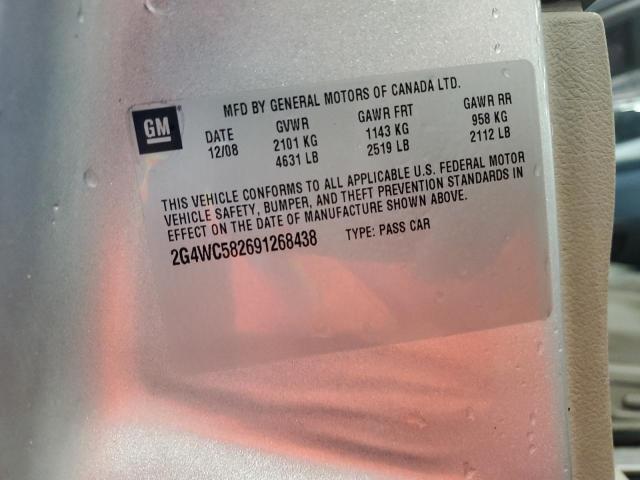 MFD BY GENERAL MOTORS OF CANADA LTD.
GM
DATE GVWR GAWR FRT GAWR RR
12/08 2101 KG 1143 KG 958 KG
4631 LB 2519 LB 2112 LB
THIS VEHICLE CONFORMS TO ALL APPLICABLE U.S. FEDERAL MOTOR
VEHICLE SAFETY, BUMPER, AND THEFT PREVENTION STANDARDS IN
EFFECT ON THE DATE OF MANUFACTURE SHOWN ABOVE.
2G4WC582691268438 TYPE: PASS CAR